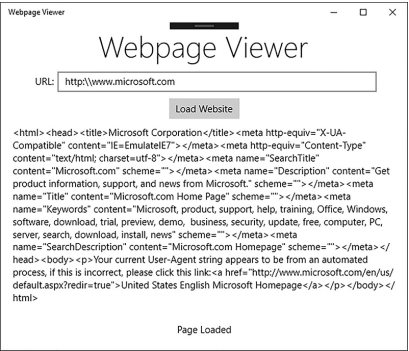 Webpage Viewer
Webpage Viewer
URL: http:\\www.microsoft.com
Load Website
<html><head><title>Microsoft Corporation</title><meta http-equiv="X-UA-
Compatible" content="IE=EmulateIE7"></meta><meta http-equiv="Content-Type"
content="text/html; charset=utf-8"></meta><meta name="SearchTitle"
content="Microsoft.com" scheme=""></meta><meta name="Description" content="Get
product information, support, and news from Microsoft." scheme=""></meta><meta
name="Title" content="Microsoft.com Home Page" scheme=""></meta><meta
name="Keywords" content="Microsoft, product, support, help, training, Office, Windows,
software, download, trial, preview, demo,  business, security, update, free, computer, PC,
server, search, download, install, news" scheme=""></meta><meta
name="SearchDescription" content="Microsoft.com Homepage" scheme=""></meta></
head><body><p>Your current User-Agent string appears to be from an automated
process, if this is incorrect, please click this link:<a href="http://www.microsoft.com/en/us/
default.aspx?redir=true">United States English Microsoft Homepage</a></p></body></
html>
Page Loaded